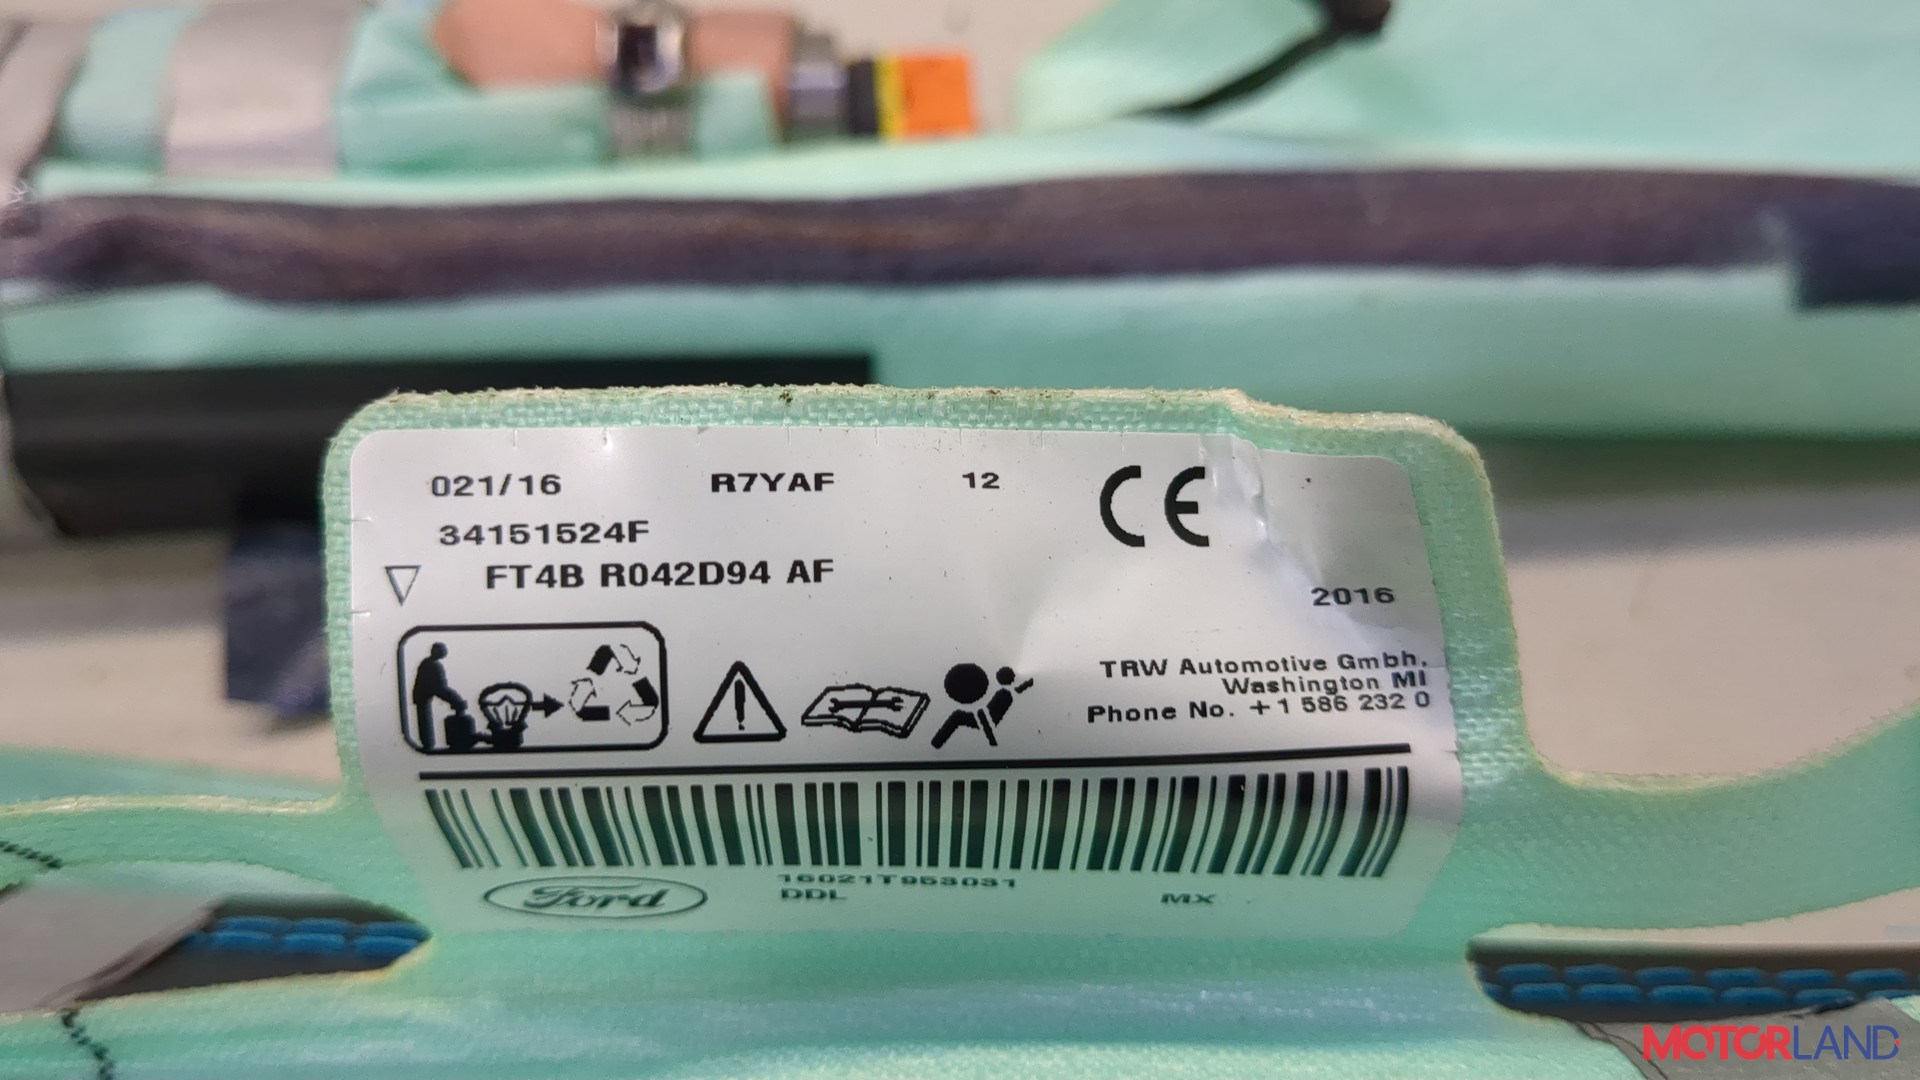 021/16 R7YAF 12
34151524F
FT4B R042D94 AF
CE
2016
TRW Automotive Gmbh.
Washington MI
Phone No. +1 586 232 0
16021T953031
Ford
DDL MX
MOTORLAND